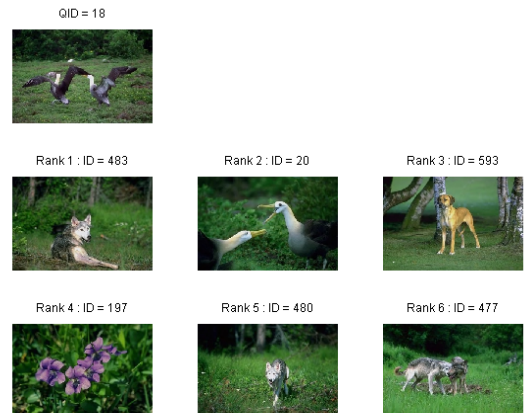 QID = 18
Rank 1 : ID = 483
Rank 2 : ID = 20
Rank 3 : ID = 593
Rank 4 : ID = 197
Rank 5 : ID = 480
Rank 6 : ID = 477